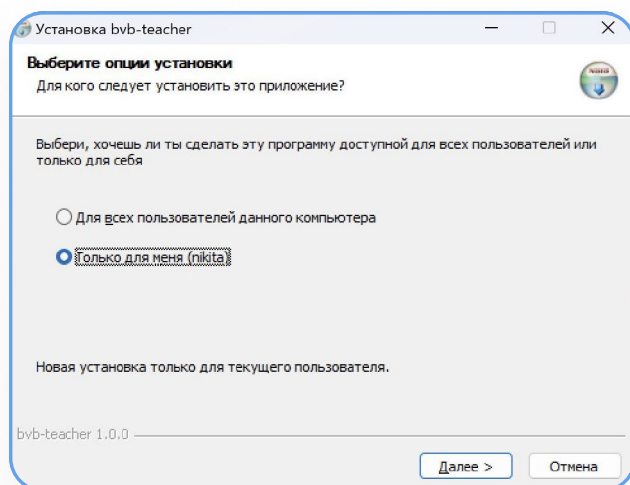 Установка bvb-teacher
Выберите опции установки
Для кого следует установить это приложение?
Выбери, хочешь ли ты сделать эту программу доступной для всех пользователей или
только для себя
Для всех пользователей данного компьютера
Только для меня (nikita)
Новая установка только для текущего пользователя.
bvb-teacher 1.0.0
Далее >
Отмена